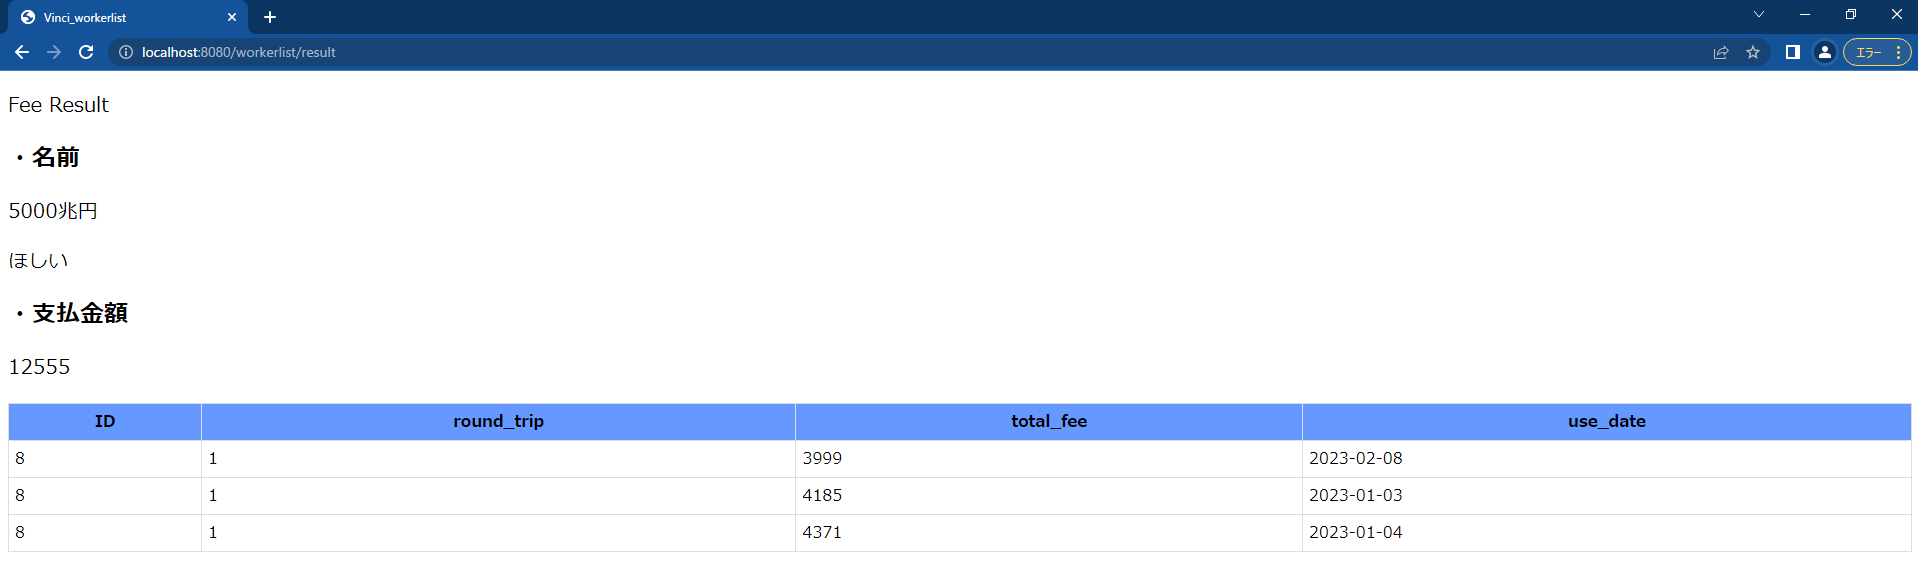 Vinci_workerlist
localhost:8080/workerlist/result
エラー
Fee Result
・名前
5000兆円
ほしい
・支払金額
12555
ID round_trip total_fee use_date
8 1 3999 2023-02-08
8 1 4185 2023-01-03
8 1 4371 2023-01-04